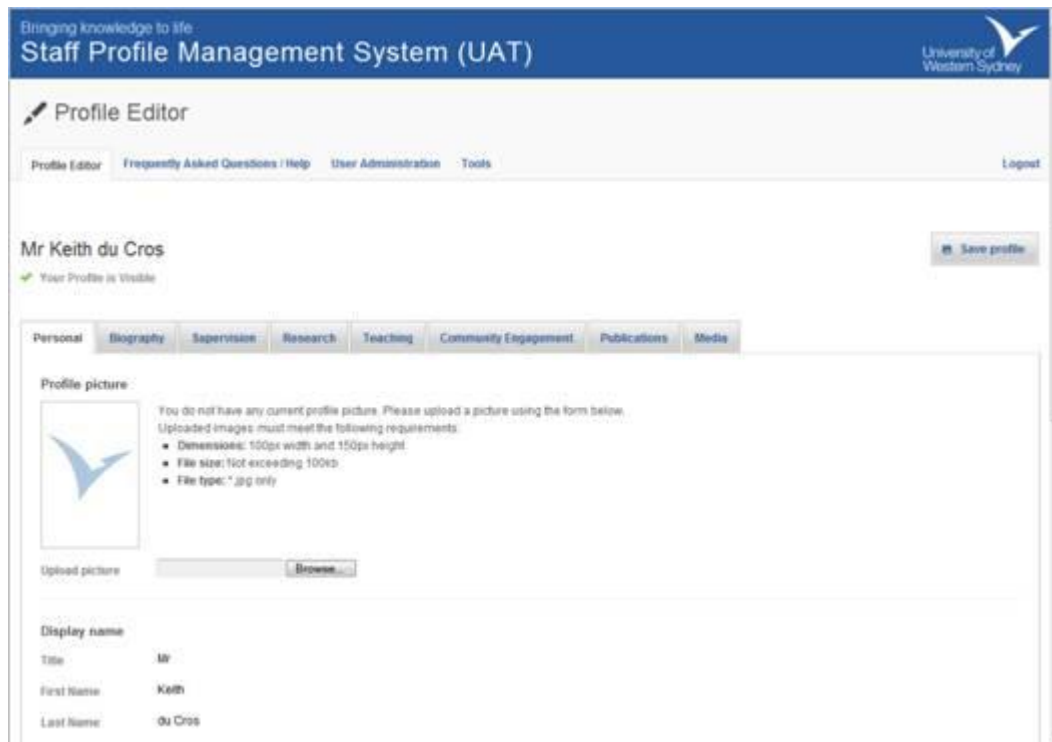 Bringing knowledge to life
Staff Profile Management System (UAT)
University of
Western Sydney
Profile Editor
Profile Editor Frequently Asked Questions / Help User Administration Tools Logout
Mr Keith du Cros
Save profile
Your Profile is Visible
Personal Biography Supervision Research Teaching Community Engagement Publications Media
Profile picture
You do not have any current profile picture. Please upload a picture using the form below.
Uploaded images must meet the following requirements:
Dimensions: 100px width and 150px height
File size: Not exceeding 100kb
File type: *.jpg only
Upload picture Browse...
Display name
Title Mr
First Name Keith
Last Name du Cros